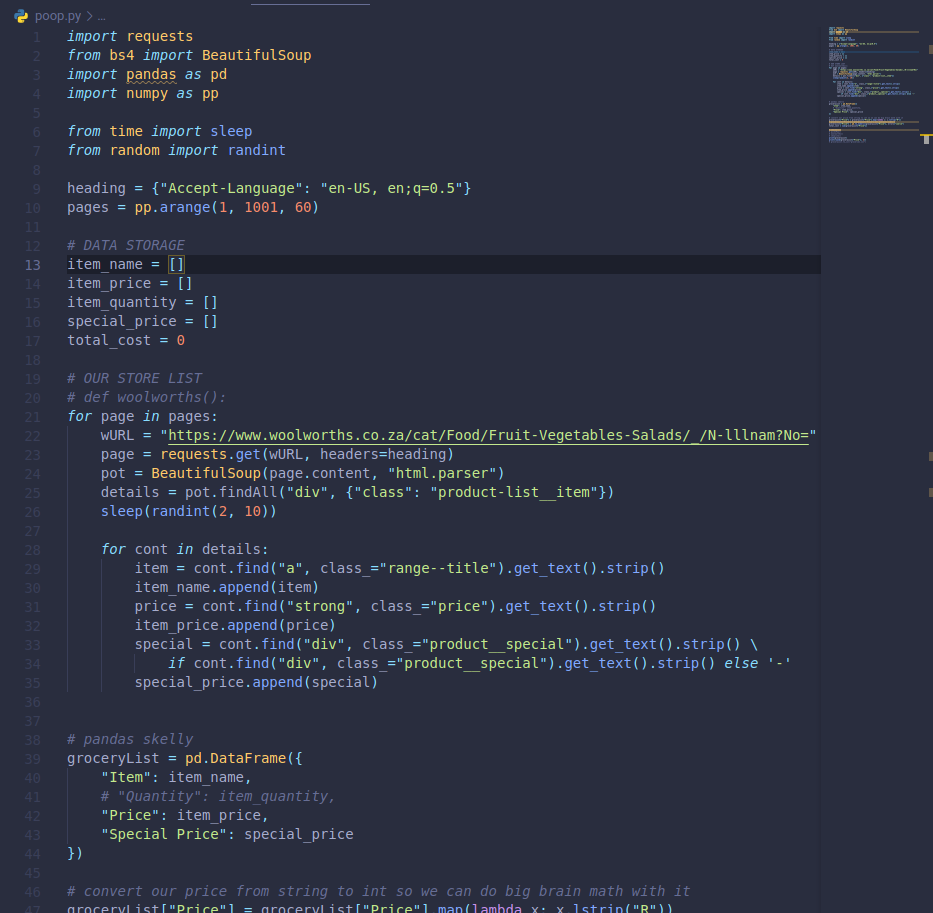 poop.py > ...
1 import requests
2 from bs4 import BeautifulSoup
3 import pandas as pd
4 import numpy as pp
5
6 from time import sleep
7 from random import randint
8
9 heading = {"Accept-Language": "en-US, en;q=0.5"}
10 pages = pp.arange(1, 1001, 60)
11
12 # DATA STORAGE
13 item_name = []
14 item_price = []
15 item_quantity = []
16 special_price = []
17 total_cost = 0
18
19 # OUR STORE LIST
20 # def woolworths():
21 for page in pages:
22     wURL = "https://www.woolworths.co.za/cat/Food/Fruit-Vegetables-Salads/_/N-lllnam?No="
23     page = requests.get(wURL, headers=heading)
24     pot = BeautifulSoup(page.content, "html.parser")
25     details = pot.findAll("div", {"class": "product-list__item"})
26     sleep(randint(2, 10))
27
28     for cont in details:
29         item = cont.find("a", class_="range--title").get_text().strip()
30         item_name.append(item)
31         price = cont.find("strong", class_="price").get_text().strip()
32         item_price.append(price)
33         special = cont.find("div", class_="product__special").get_text().strip() \
34             if cont.find("div", class_="product__special").get_text().strip() else '-'
35         special_price.append(special)
36
37
38 # pandas skelly
39 groceryList = pd.DataFrame({
40     "Item": item_name,
41     # "Quantity": item_quantity,
42     "Price": item_price,
43     "Special Price": special_price
44 })
45
46 # convert our price from string to int so we can do big brain math with it
47 groceryList["Price"] = groceryList["Price"].map(lambda x: x.lstrip("R"))